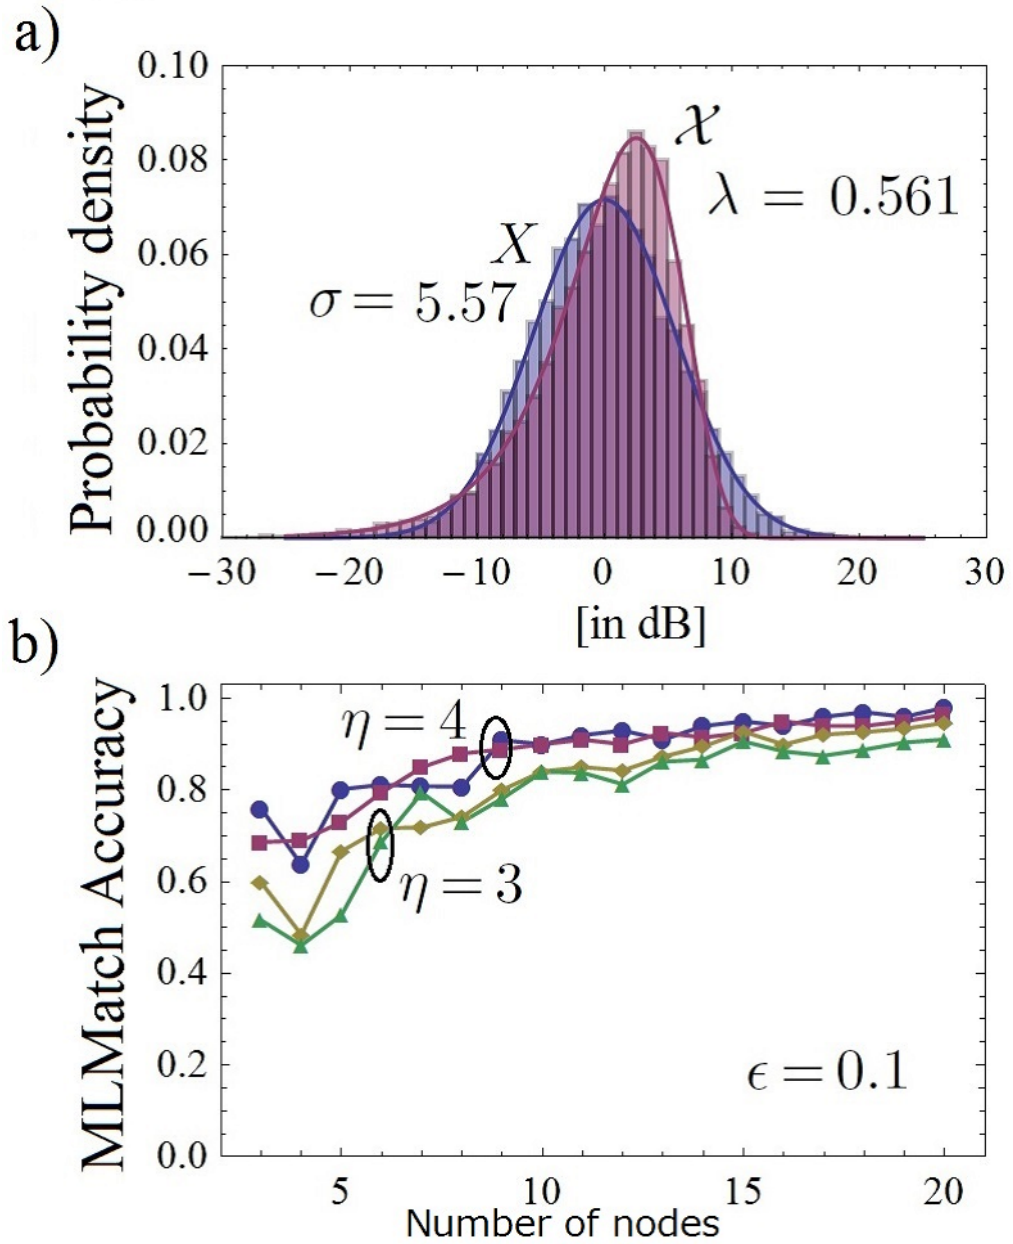 a)
Probability density
0.10
0.08
0.06
0.04
0.02
0.00
𝒳
λ = 0.561
X
σ = 5.57
−30 −20 −10 0 10 20 30
[in dB]
b)
MLMatch Accuracy
1.0
0.8
0.6
0.4
0.2
0.0
η = 4
η = 3
ϵ = 0.1
5 10 15 20
Number of nodes